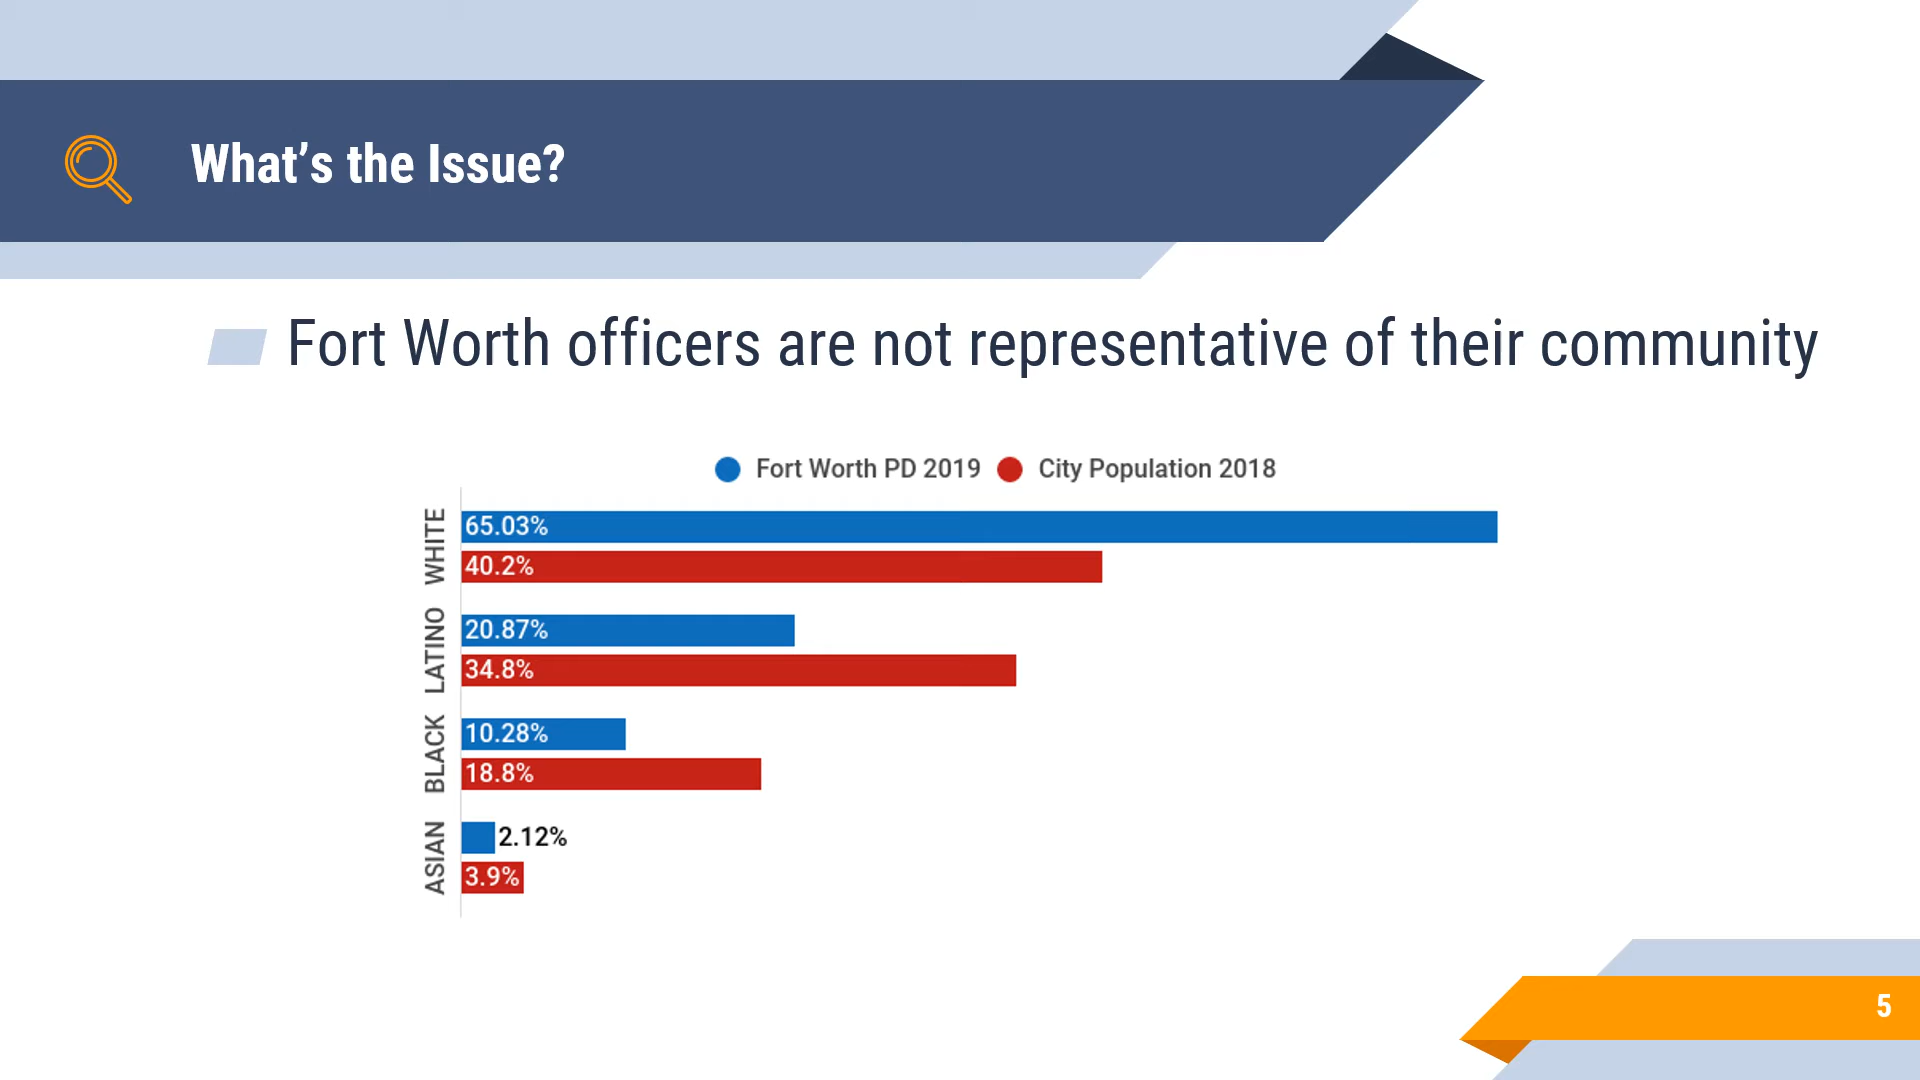 What’s the Issue?
Fort Worth officers are not representative of their community
Fort Worth PD 2019 City Population 2018
WHITE
65.03%
40.2%
LATINO
20.87%
34.8%
BLACK
10.28%
18.8%
ASIAN
2.12%
3.9%
5